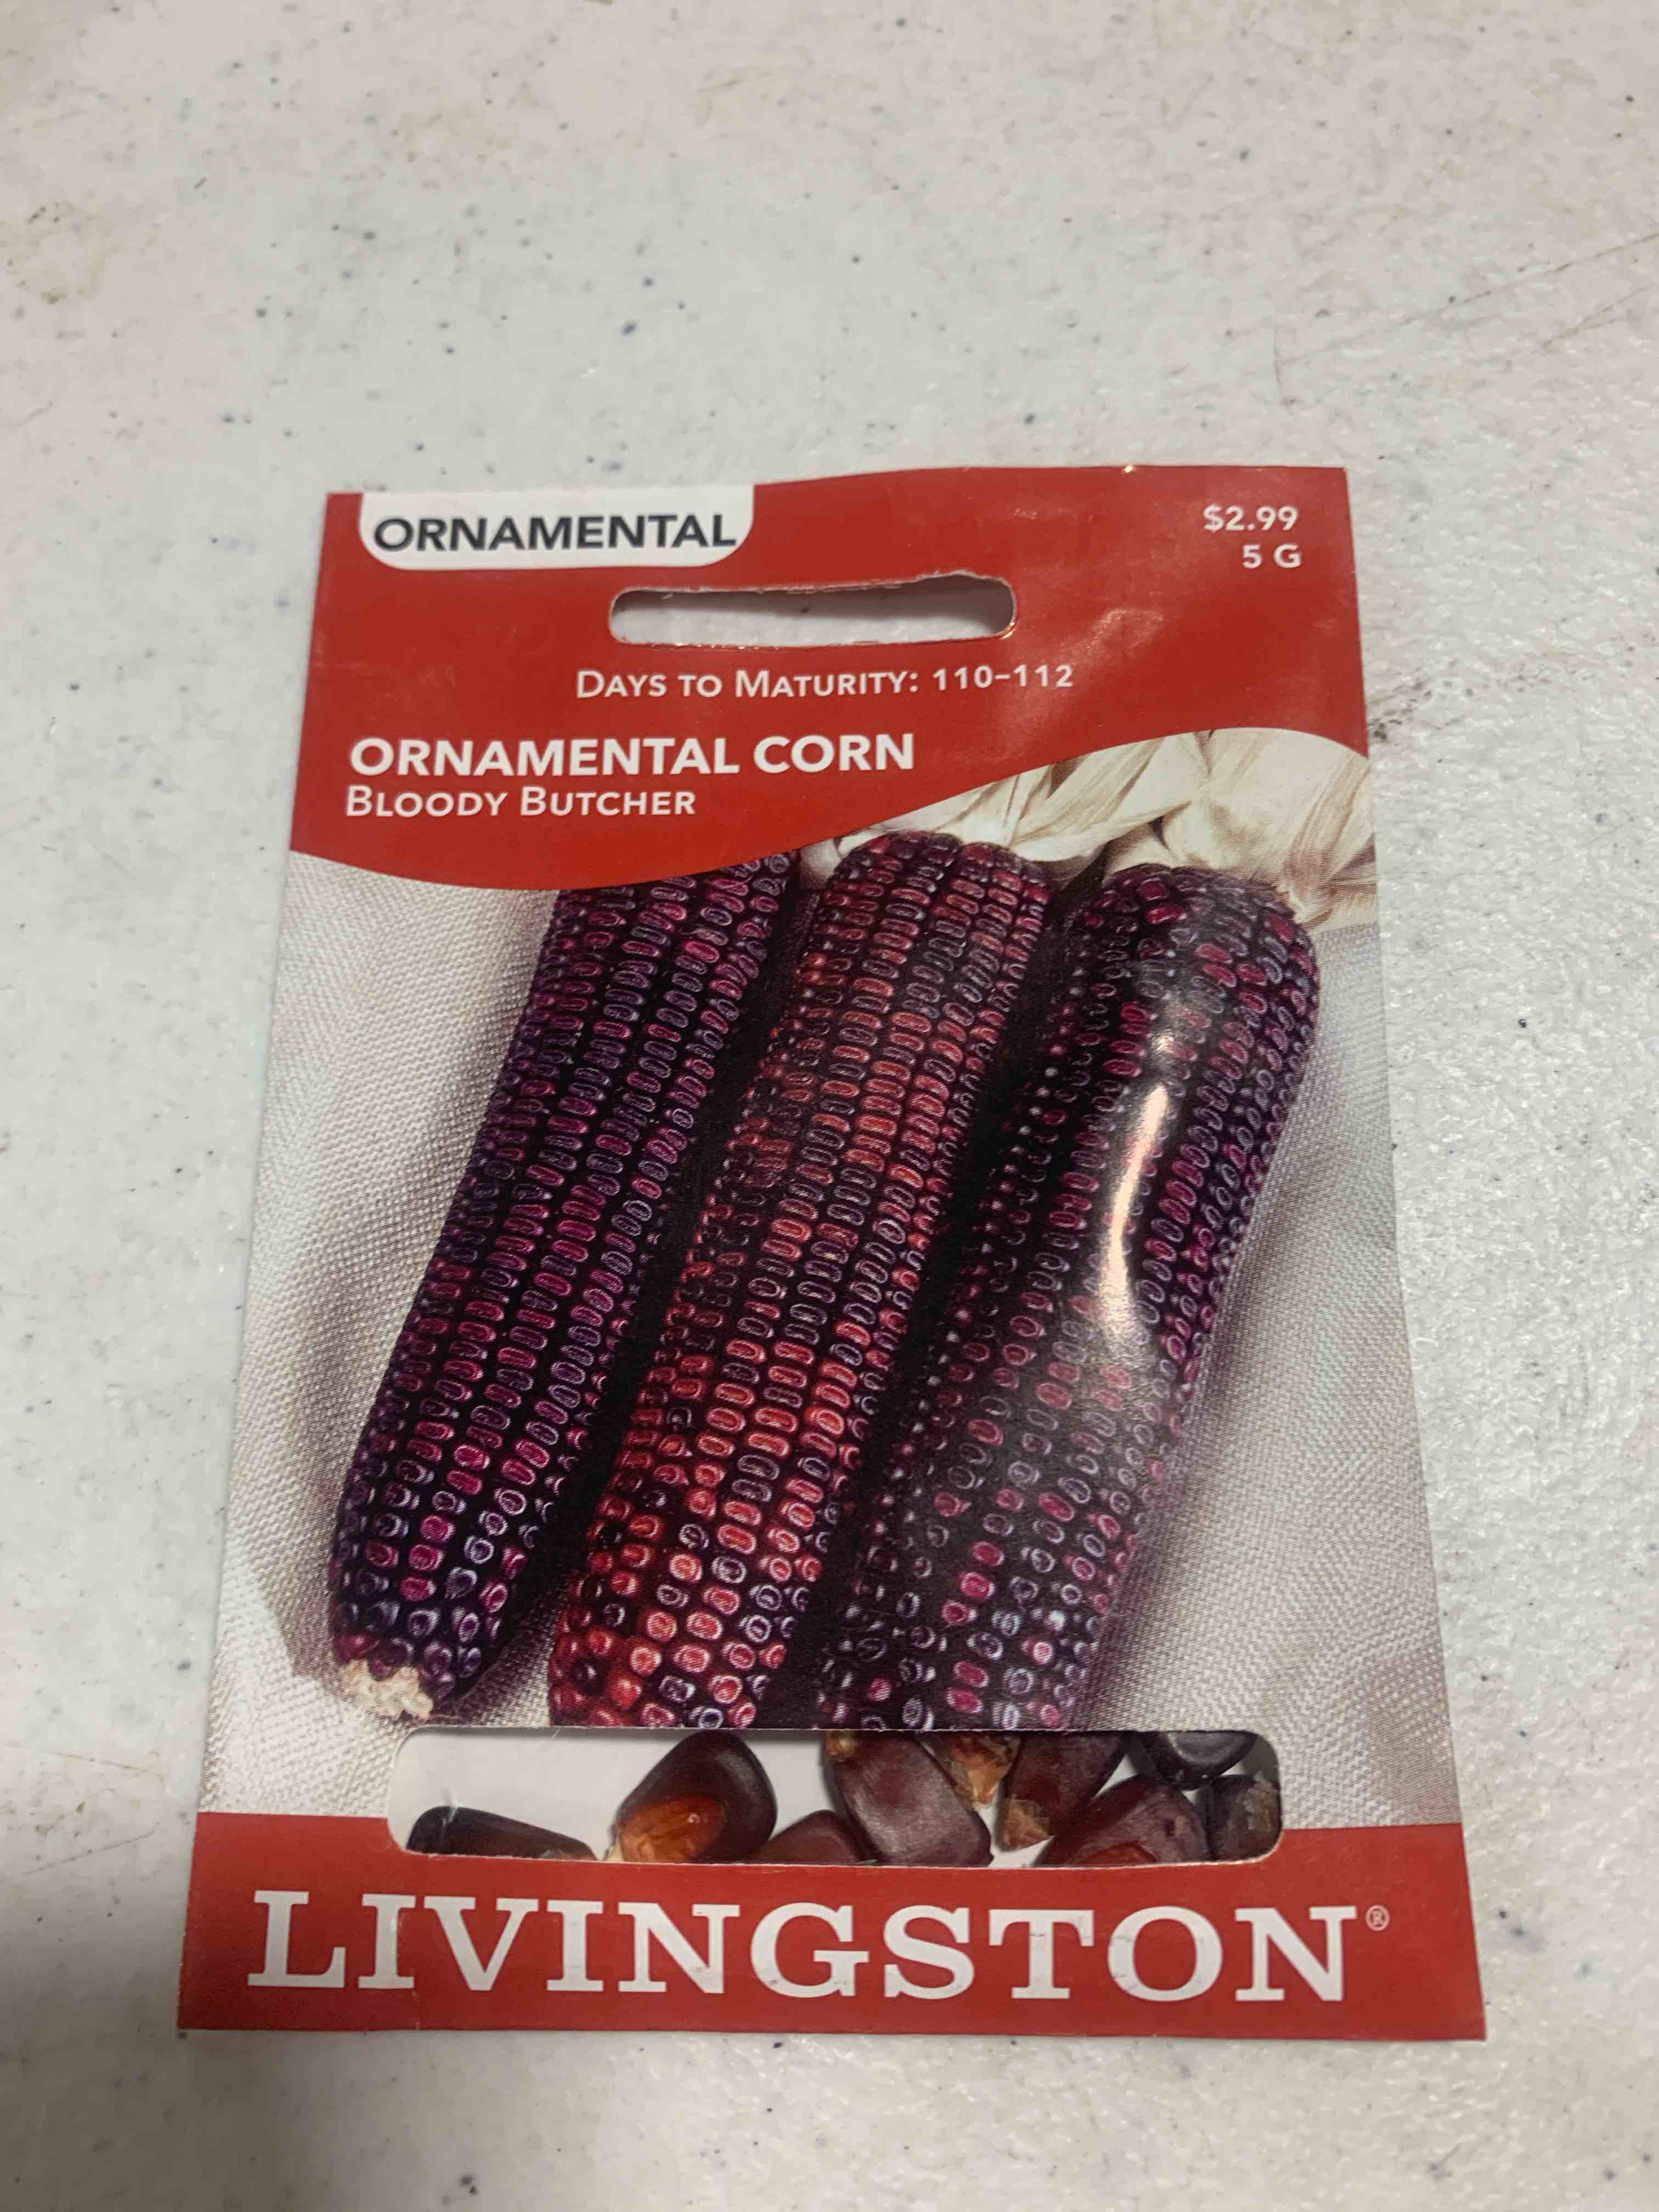 ORNAMENTAL
$2.99
5 G
DAYS TO MATURITY: 110–112
ORNAMENTAL CORN
BLOODY BUTCHER
LIVINGSTON®